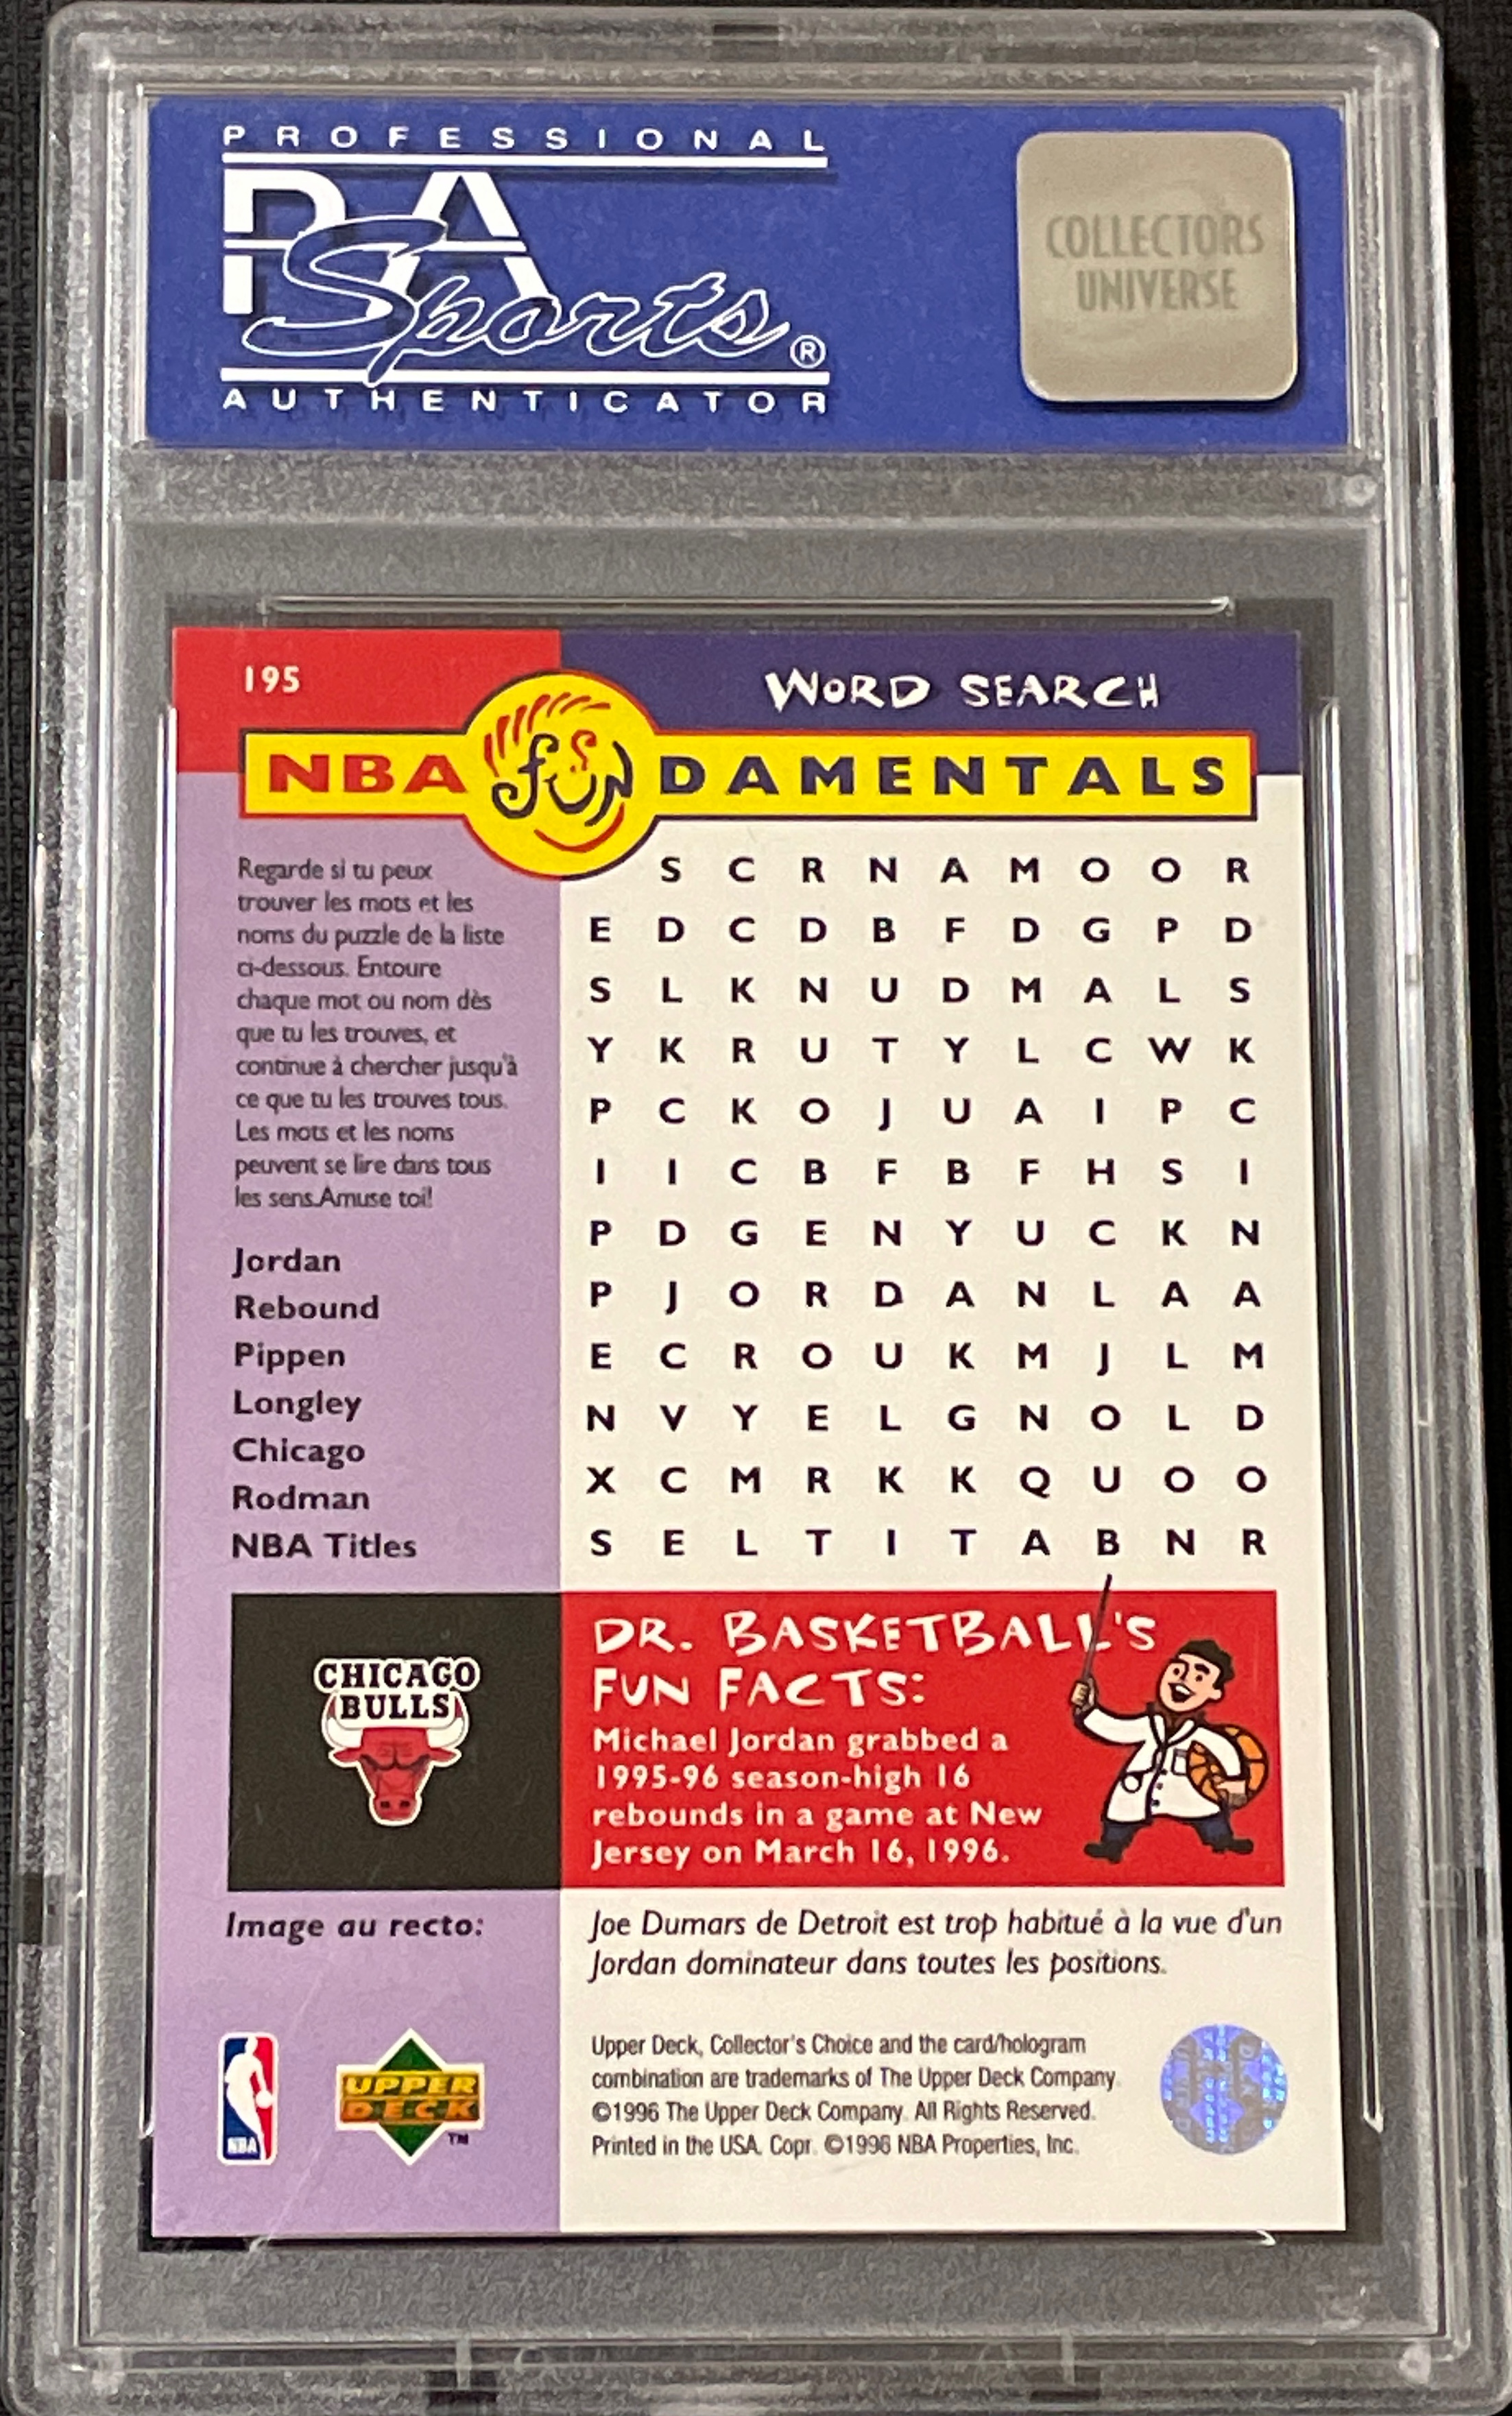 PROFESSIONAL
PSA
Sports®
AUTHENTICATOR
COLLECTORS
UNIVERSE
195
WORD SEARCH
NBA FUN DAMENTALS
Regarde si tu peux
trouver les mots et les
noms du puzzle de la liste
ci-dessous. Entoure
chaque mot ou nom dès
que tu les trouves, et
continue à chercher jusqu'à
ce que tu les trouves tous.
Les mots et les noms
peuvent se lire dans tous
les sens.Amuse toi!
Jordan
Rebound
Pippen
Longley
Chicago
Rodman
NBA Titles
S C R N A M O O R
E D C D B F D G P D
S L K N U D M A L S
Y K R U T Y L C W K
P C K O J U A I P C
I I C B F B F H S I
P D G E N Y U C K N
P J O R D A N L A A
E C R O U K M J L M
N V Y E L G N O L D
X C M R K K Q U O O
S E L T I T A B N R
CHICAGO
BULLS
DR. BASKETBALL'S
FUN FACTS:
Michael Jordan grabbed a
1995-96 season-high 16
rebounds in a game at New
Jersey on March 16, 1996.
Image au recto:
Joe Dumars de Detroit est trop habitué à la vue d'un
Jordan dominateur dans toutes les positions.
NBA
UPPER
DECK
TM
Upper Deck, Collector's Choice and the card/hologram
combination are trademarks of The Upper Deck Company.
©1996 The Upper Deck Company. All Rights Reserved.
Printed in the USA. Copr. ©1996 NBA Properties, Inc.